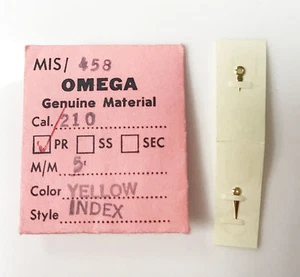 MIS/ 458
OMEGA
Genuine Material
Cal. 210
PR SS SEC
M/M 5
Color YELLOW
Style INDEX